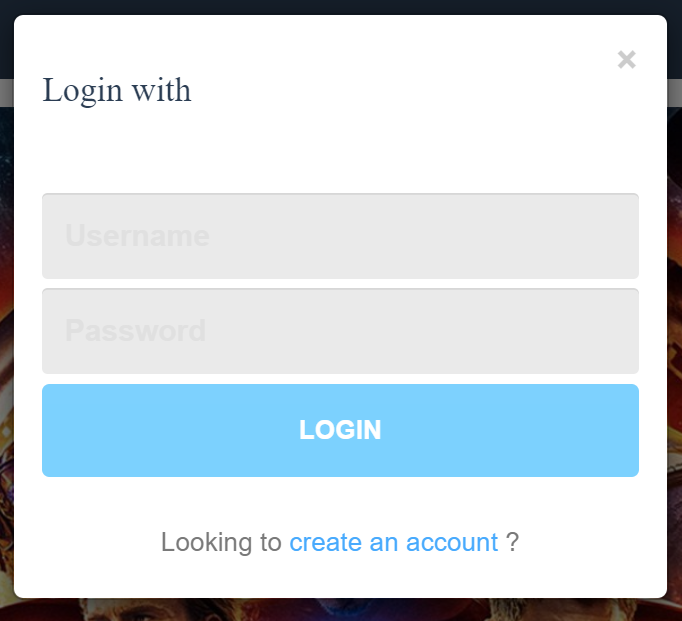 ×
Login with
Username
Password
LOGIN
Looking to create an account ?